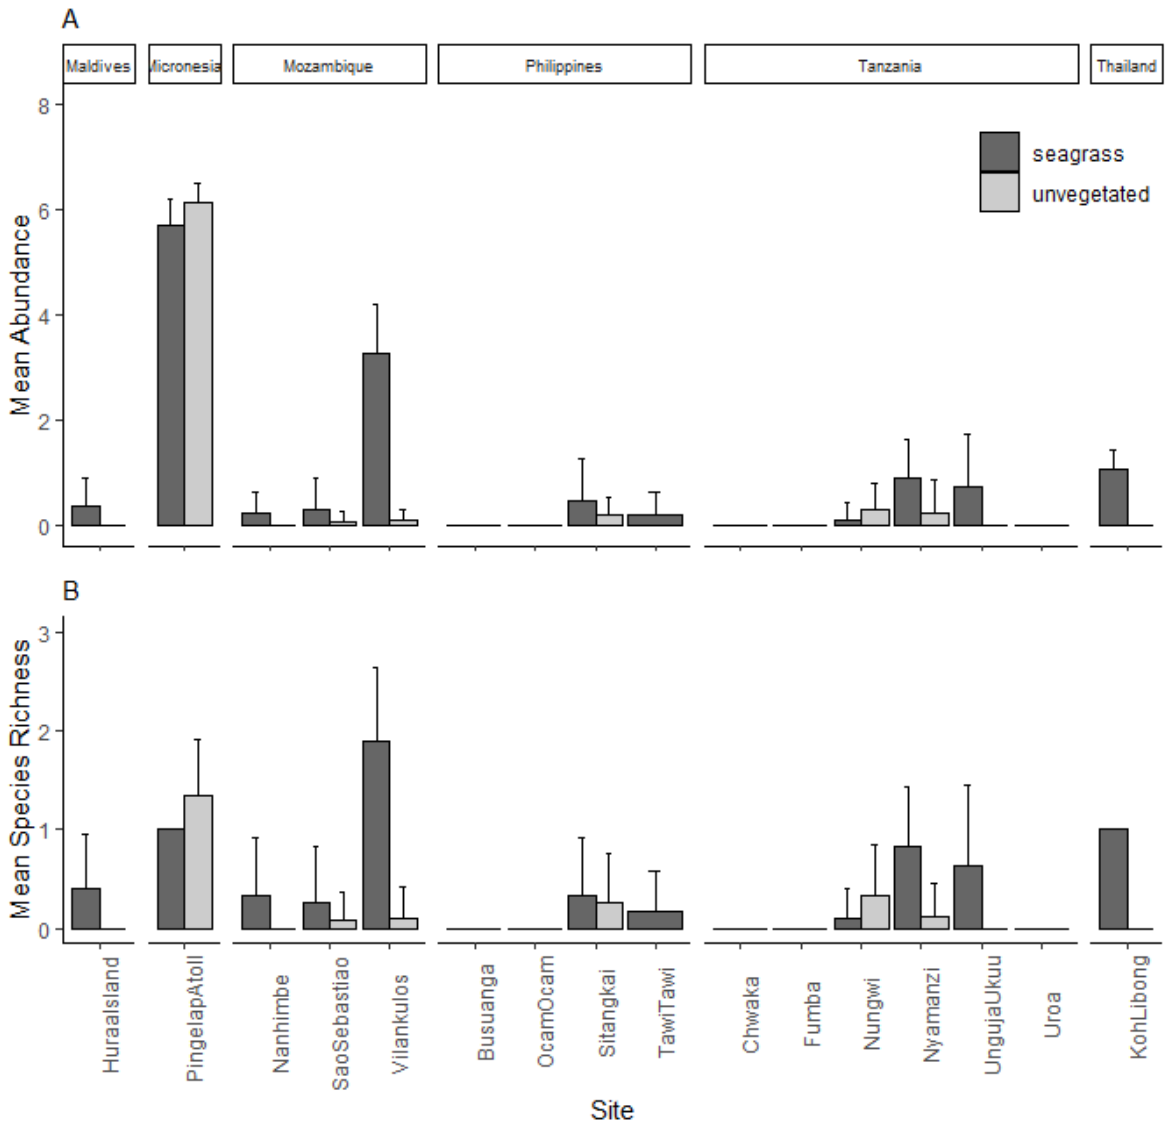 A
Maldives
Micronesia
Mozambique
Philippines
Tanzania
Thailand
8
6
4
2
0
Mean Abundance
seagrass
unvegetated
B
3
2
1
0
Mean Species Richness
HuraaIsland
PingelapAtoll
Nanhimbe
SaoSebastiao
Vilankulos
Busuanga
OcamOcam
Sitangkai
TawiTawi
Chwaka
Fumba
Nungwi
Nyamanzi
UngujaUkuu
Uroa
KohLibong
Site